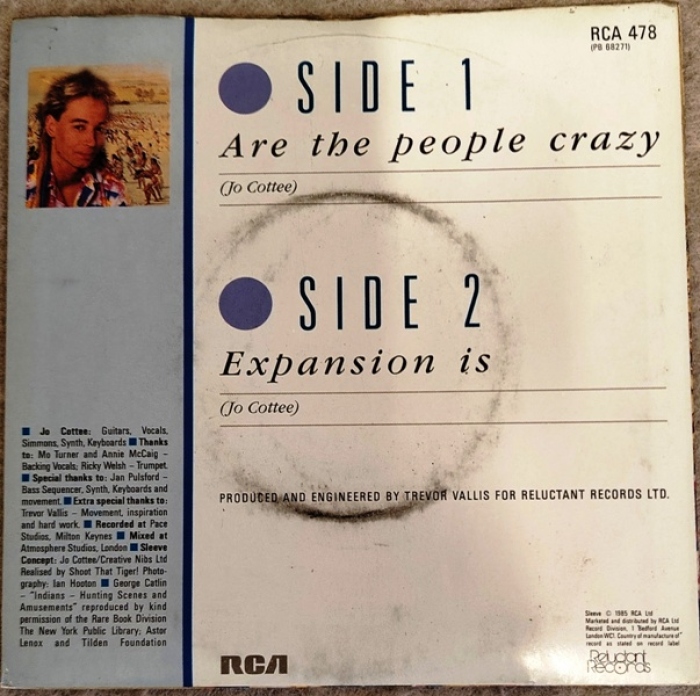 RCA 478
(PB 68271)
SIDE 1
Are the people crazy
(Jo Cottee)
SIDE 2
Expansion is
(Jo Cottee)
PRODUCED AND ENGINEERED BY TREVOR VALLIS FOR RELUCTANT RECORDS LTD.
■ Jo Cottee: Guitars, Vocals,
Simmons, Synth, Keyboards ■ Thanks
to: Mo Turner and Annie McCaig –
Backing Vocals; Ricky Welsh – Trumpet.
■ Special thanks to: Jan Pulsford –
Bass Sequencer, Synth, Keyboards and
movement. ■ Extra special thanks to:
Trevor Vallis – Movement, inspiration
and hard work. ■ Recorded at Pace
Studios, Milton Keynes ■ Mixed at
Atmosphere Studios, London ■ Sleeve
Concept: Jo Cottee/Creative Nibs Ltd
Realised by Shoot That Tiger! Photo-
graphy: Ian Hooton ■ George Catlin
– "Indians – Hunting Scenes and
Amusements" reproduced by kind
permission of the Rare Book Division
The New York Public Library; Astor
Lenox and Tilden Foundation
RCA
Sleeve © 1985 RCA Ltd
Marketed and distributed by RCA Ltd
Record Division, 1 Bedford Avenue
London WC1. Country of manufacture of
record as stated on record label
Reluctant
Records